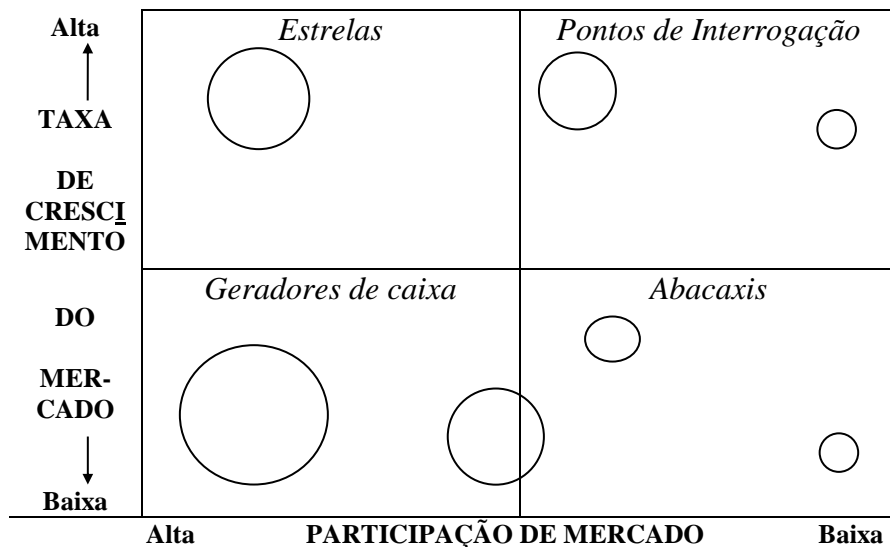 Alta
TAXA
DE
CRESCI
MENTO
DO
MER-
CADO
Baixa
Estrelas
Pontos de Interrogação
Geradores de caixa
Abacaxis
Alta PARTICIPAÇÃO DE MERCADO Baixa